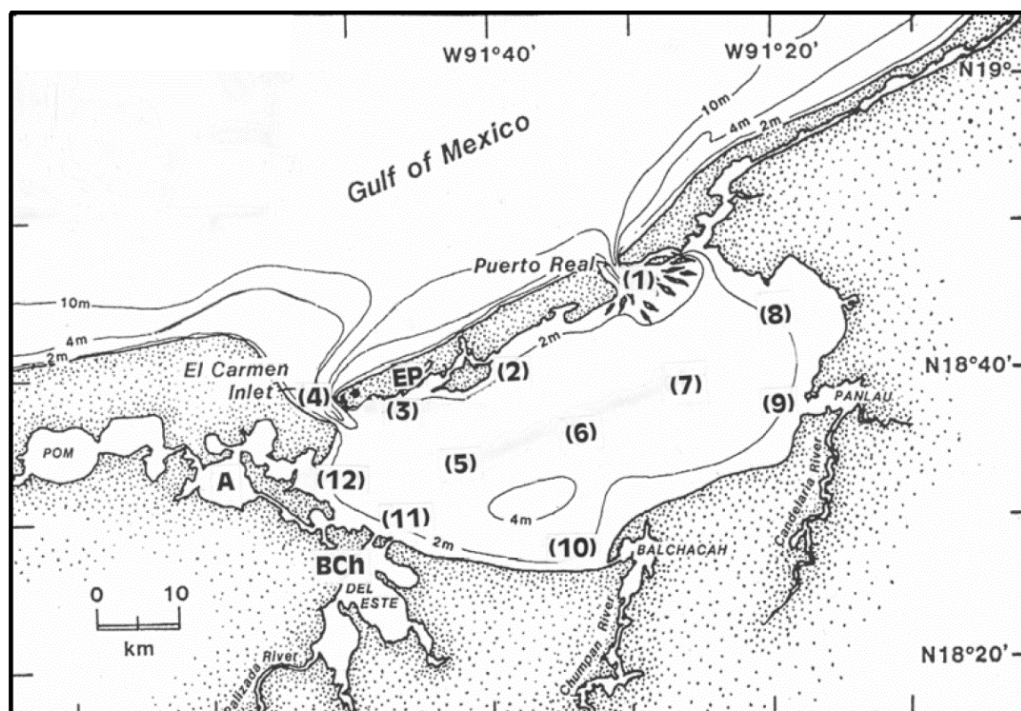 W91°40'
W91°20'
N19°
10m
4m
2m
Gulf of Mexico
Puerto Real
(1)
10m
(8)
4m
2m
2m
El Carmen
Inlet
(4)
EP
(2)
N18°40'
(3)
(7)
(9)
PANLAU
POM
A
(12)
(5)
(6)
Candelaria River
4m
(11)
2m
(10)
BALCHACAH
BCh
DEL
ESTE
0 10
km
Chumpan River
River
N18°20'